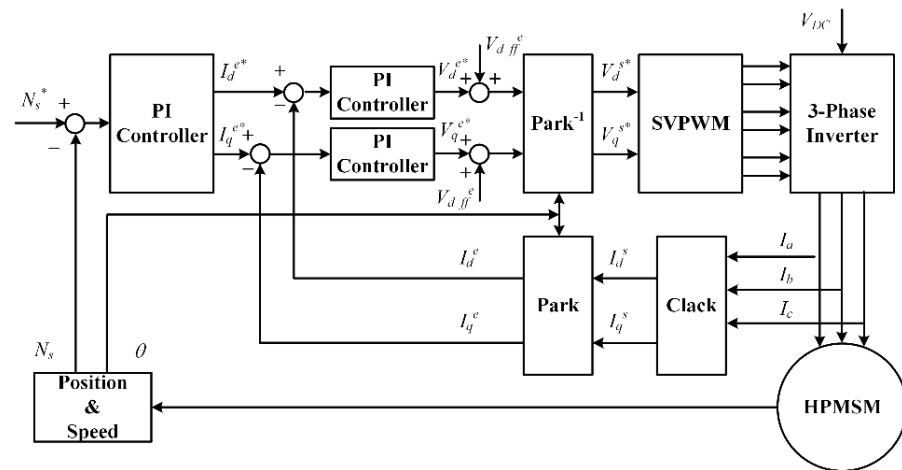 V_DC
V_d ff^e
N_s^*
+
−
PI
Controller
I_d^e*
I_q^e*
+
−
+
−
PI
Controller
PI
Controller
V_d^e*
+
+
V_q^e*
+
+
V_d ff^e
Park^-1
V_d^s*
V_q^s*
SVPWM
3-Phase
Inverter
I_d^e
I_q^e
Park
I_d^s
I_q^s
Clack
I_a
I_b
I_c
N_s
θ
Position
&
Speed
HPMSM